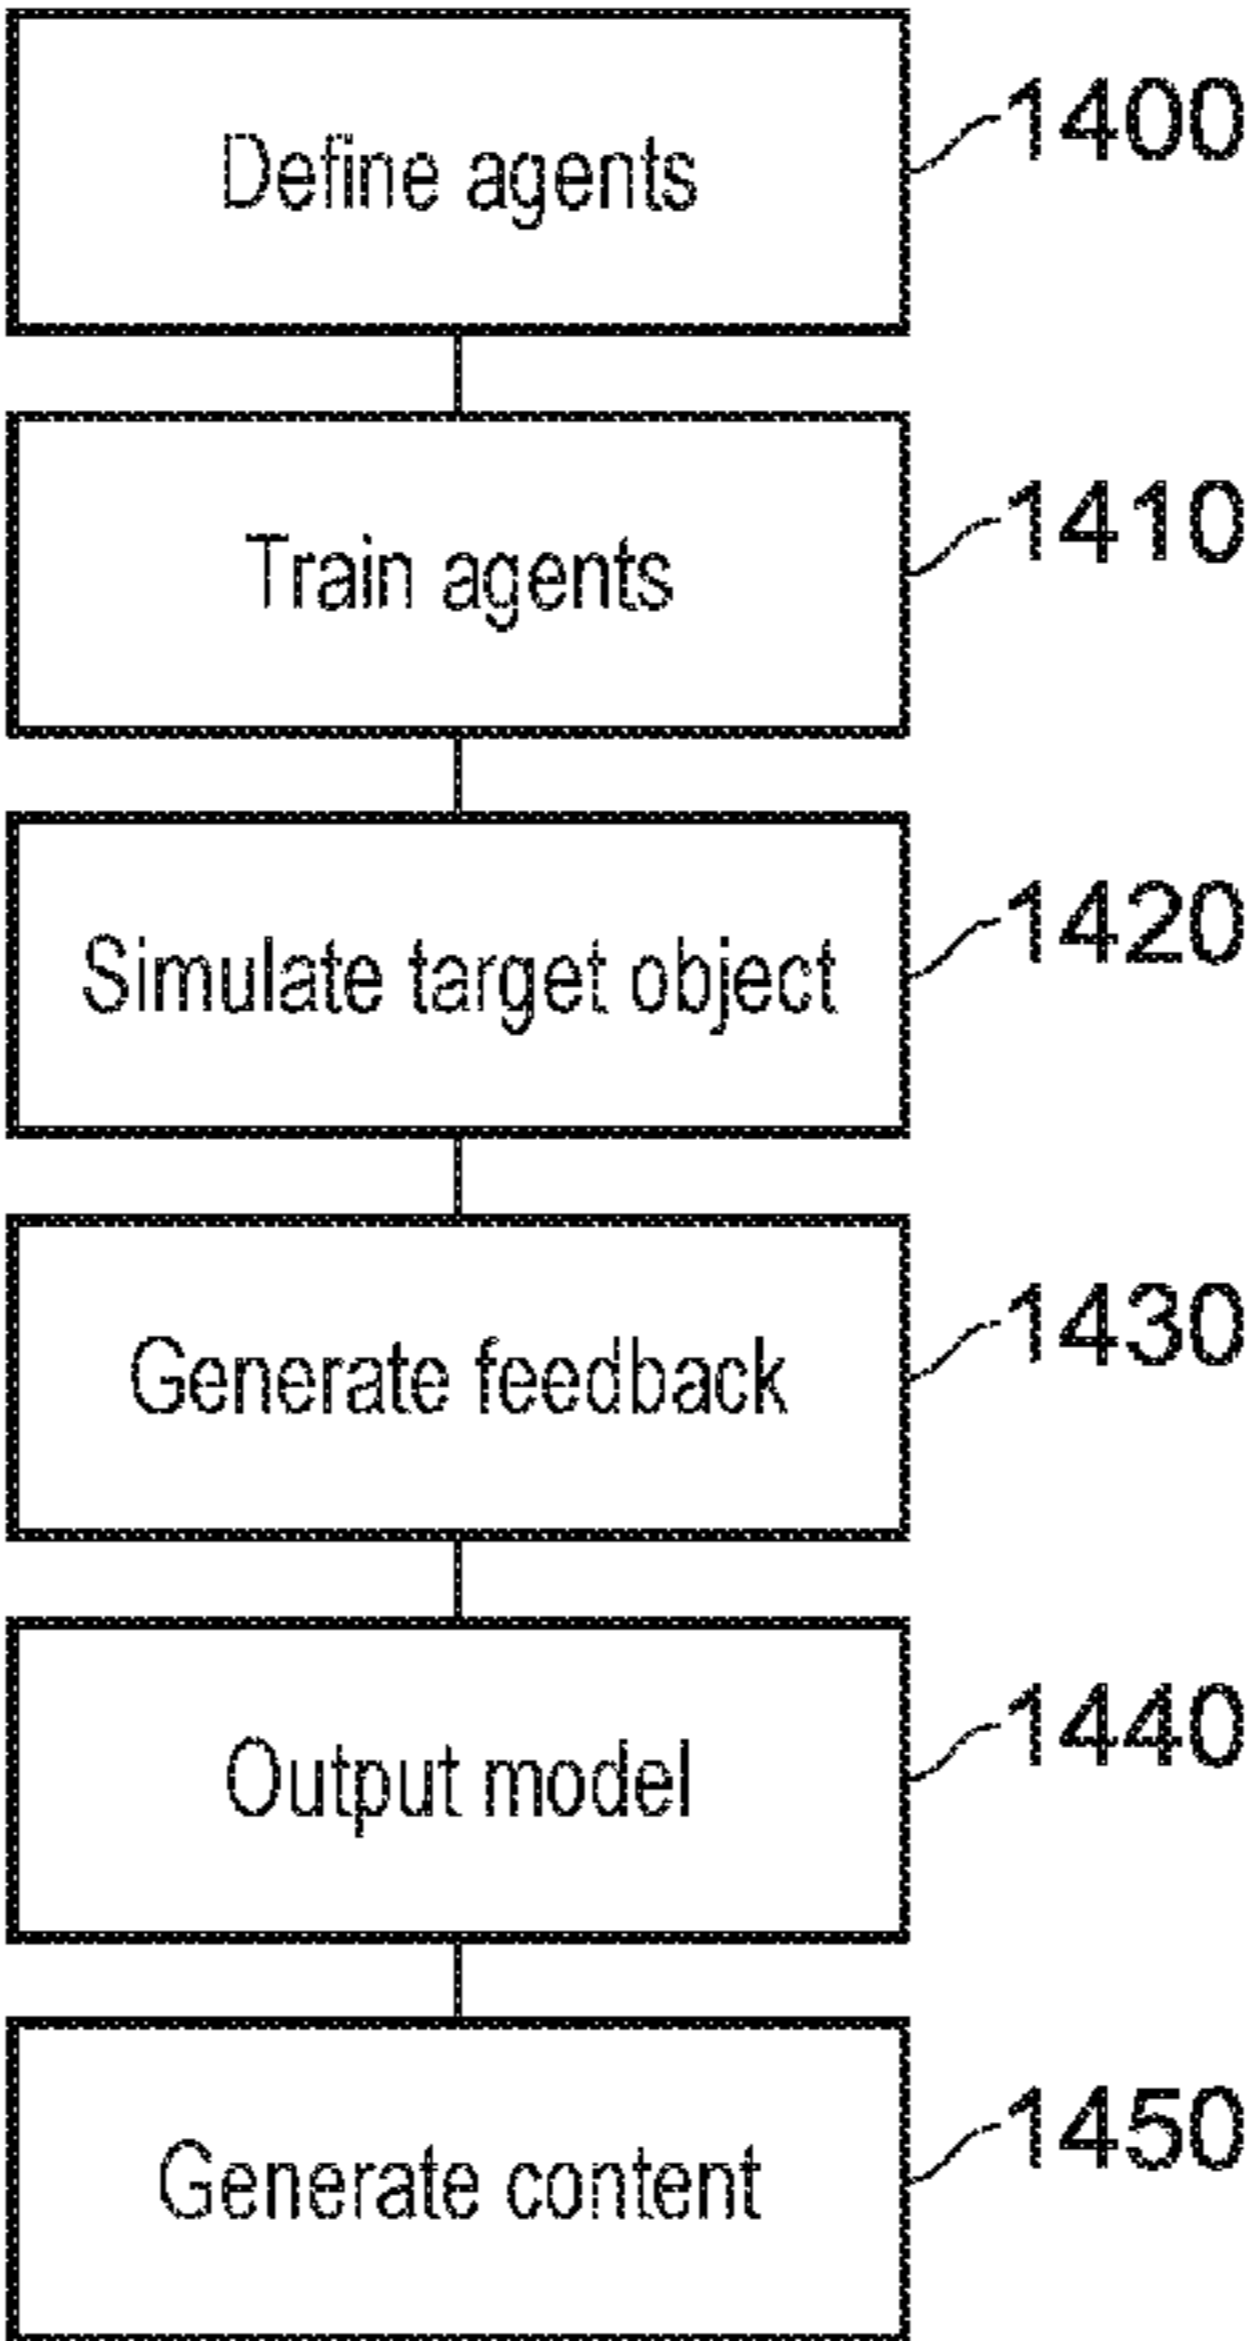 Define agents
1400
Train agents
1410
Simulate target object
1420
Generate feedback
1430
Output model
1440
Generate content
1450